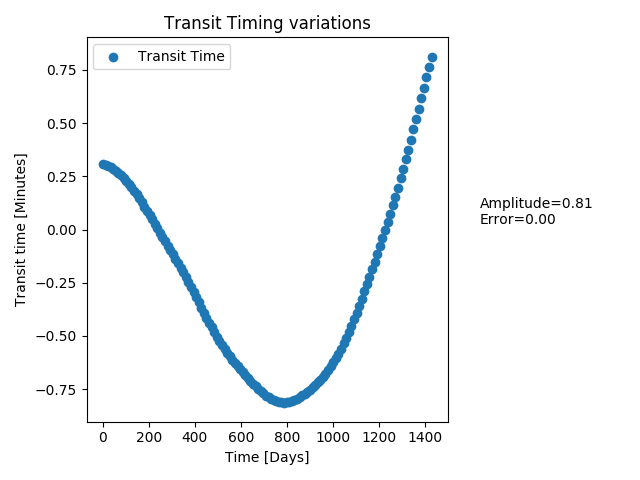 Transit Timing variations
Transit Time
0.75
0.50
0.25
0.00
−0.25
−0.50
−0.75
Transit time [Minutes]
Amplitude=0.81
Error=0.00
0 200 400 600 800 1000 1200 1400
Time [Days]